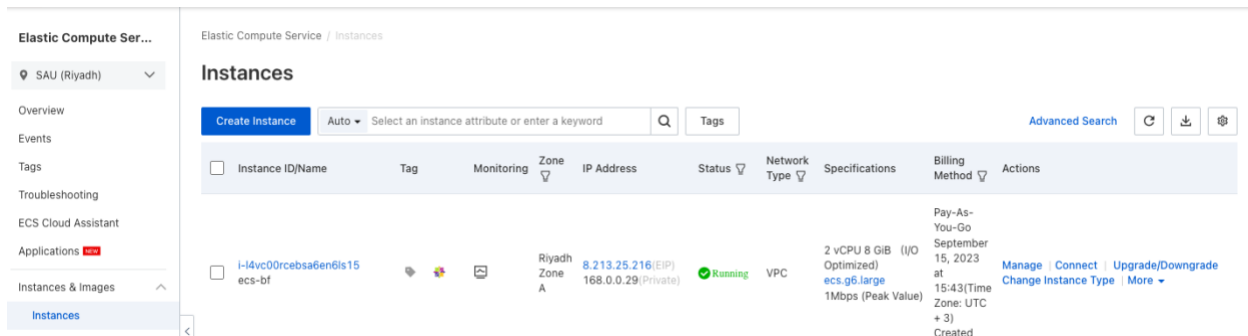 Elastic Compute Ser...
SAU (Riyadh)
Overview
Events
Tags
Troubleshooting
ECS Cloud Assistant
Applications NEW
Instances & Images
Instances
Elastic Compute Service / Instances
Instances
Create Instance
Auto
Select an instance attribute or enter a keyword
Tags
Advanced Search
Instance ID/Name
Tag
Monitoring
Zone
IP Address
Status
Network
Type
Specifications
Billing
Method
Actions
i-l4vc00rcebsa6en6ls15
ecs-bf
Riyadh
Zone
A
8.213.25.216(EIP)
168.0.0.29(Private)
Running
VPC
2 vCPU 8 GiB (I/O
Optimized)
ecs.g6.large
1Mbps (Peak Value)
Pay-As-
You-Go
September
15, 2023
at
15:43(Time
Zone: UTC
+ 3)
Created
Manage | Connect | Upgrade/Downgrade
Change Instance Type | More